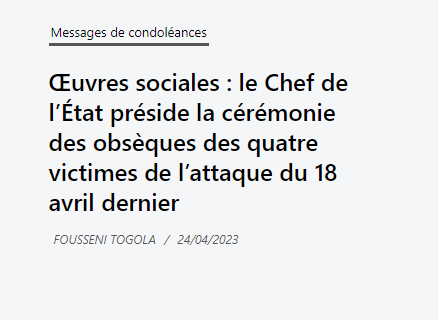 Messages de condoléances
Œuvres sociales : le Chef de
l’État préside la cérémonie
des obsèques des quatre
victimes de l’attaque du 18
avril dernier
FOUSSENI TOGOLA / 24/04/2023